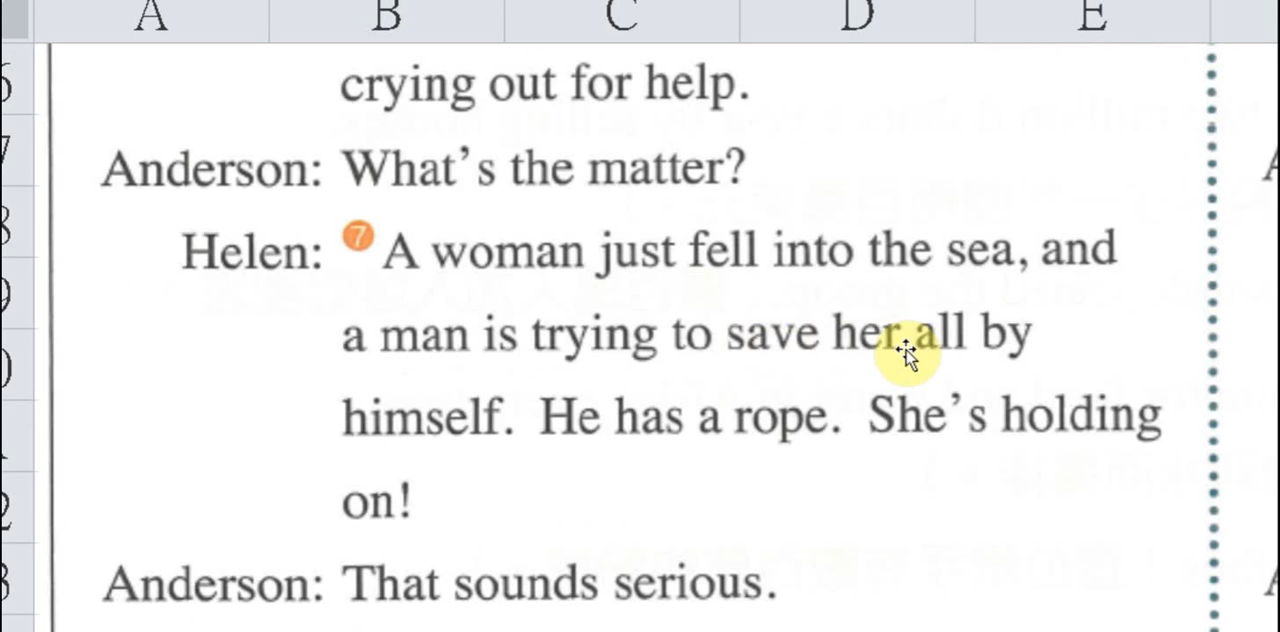 A B C D E
crying out for help.
Anderson: What's the matter?
Helen: 7 A woman just fell into the sea, and
a man is trying to save her all by
himself. He has a rope. She's holding
on!
Anderson: That sounds serious.